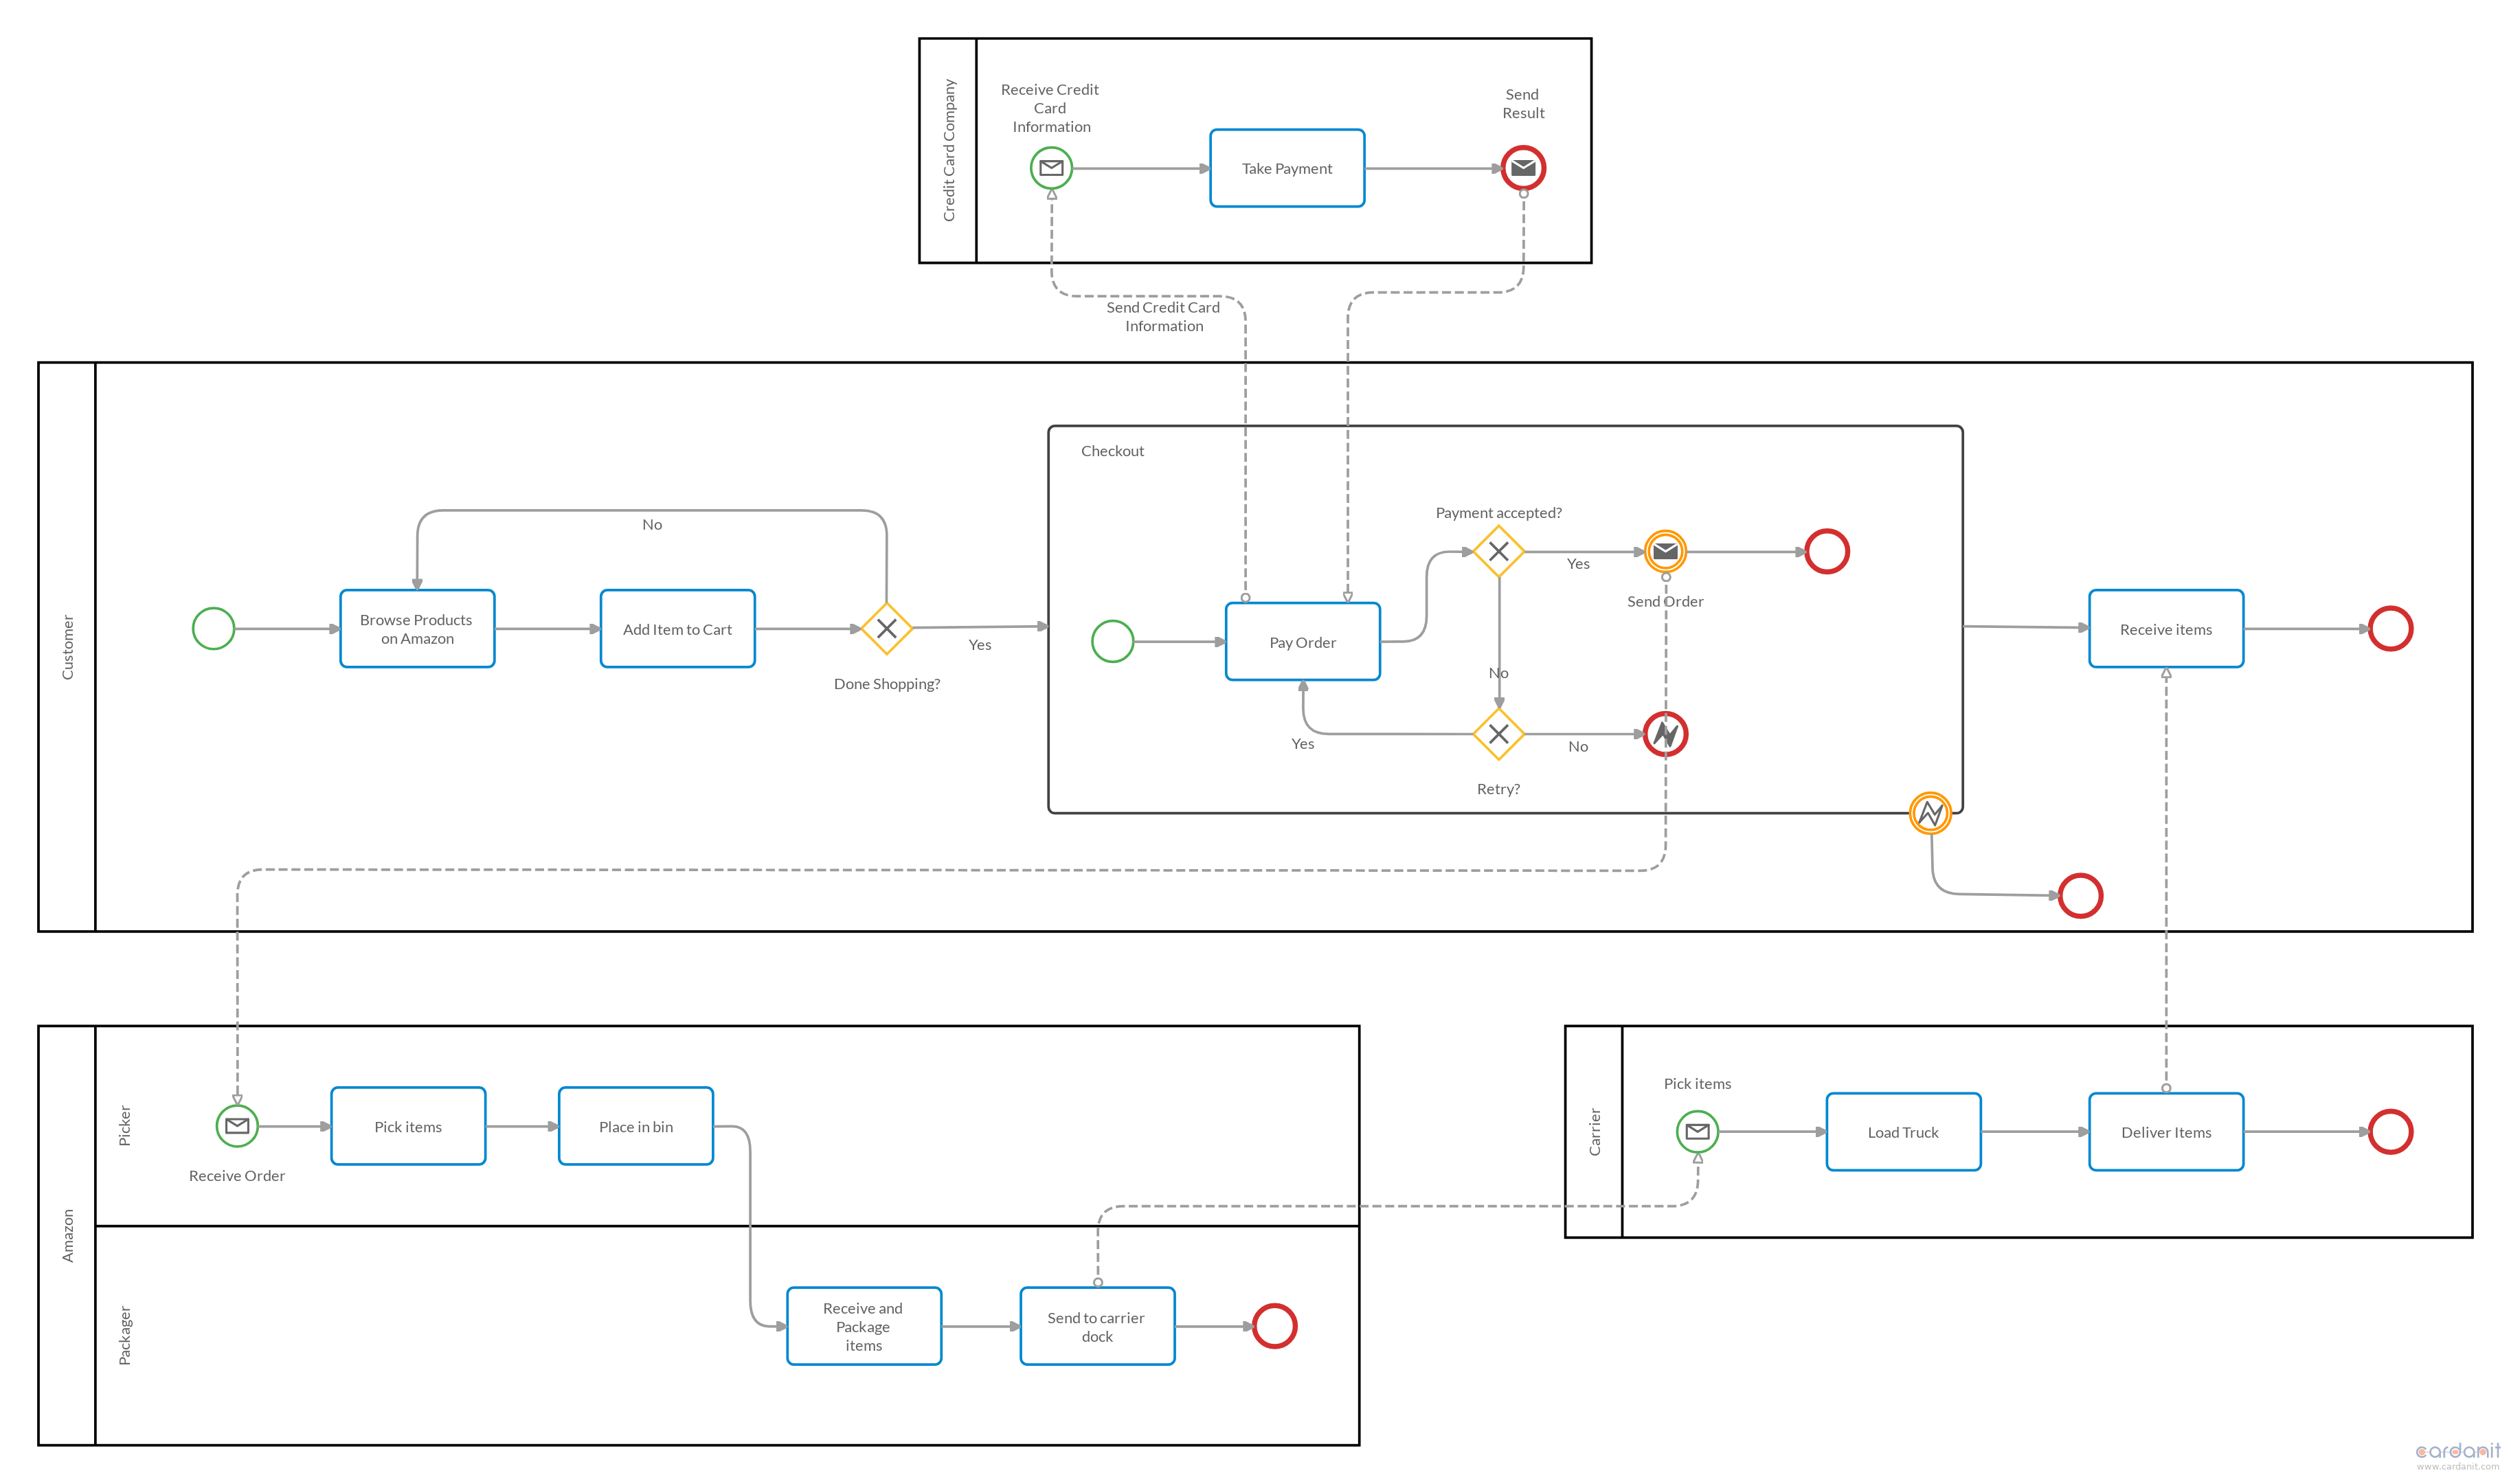 Credit Card Company
Receive Credit
Card
Information
Take Payment
Send
Result
Send Credit Card
Information
Customer
Browse Products
on Amazon
Add Item to Cart
No
Done Shopping?
Yes
Checkout
Pay Order
Payment accepted?
Yes
Send Order
No
Yes
Retry?
No
Receive items
Amazon
Picker
Receive Order
Pick items
Place in bin
Packager
Receive and
Package
items
Send to carrier
dock
Carrier
Pick items
Load Truck
Deliver Items
cardanit
www.cardanit.com